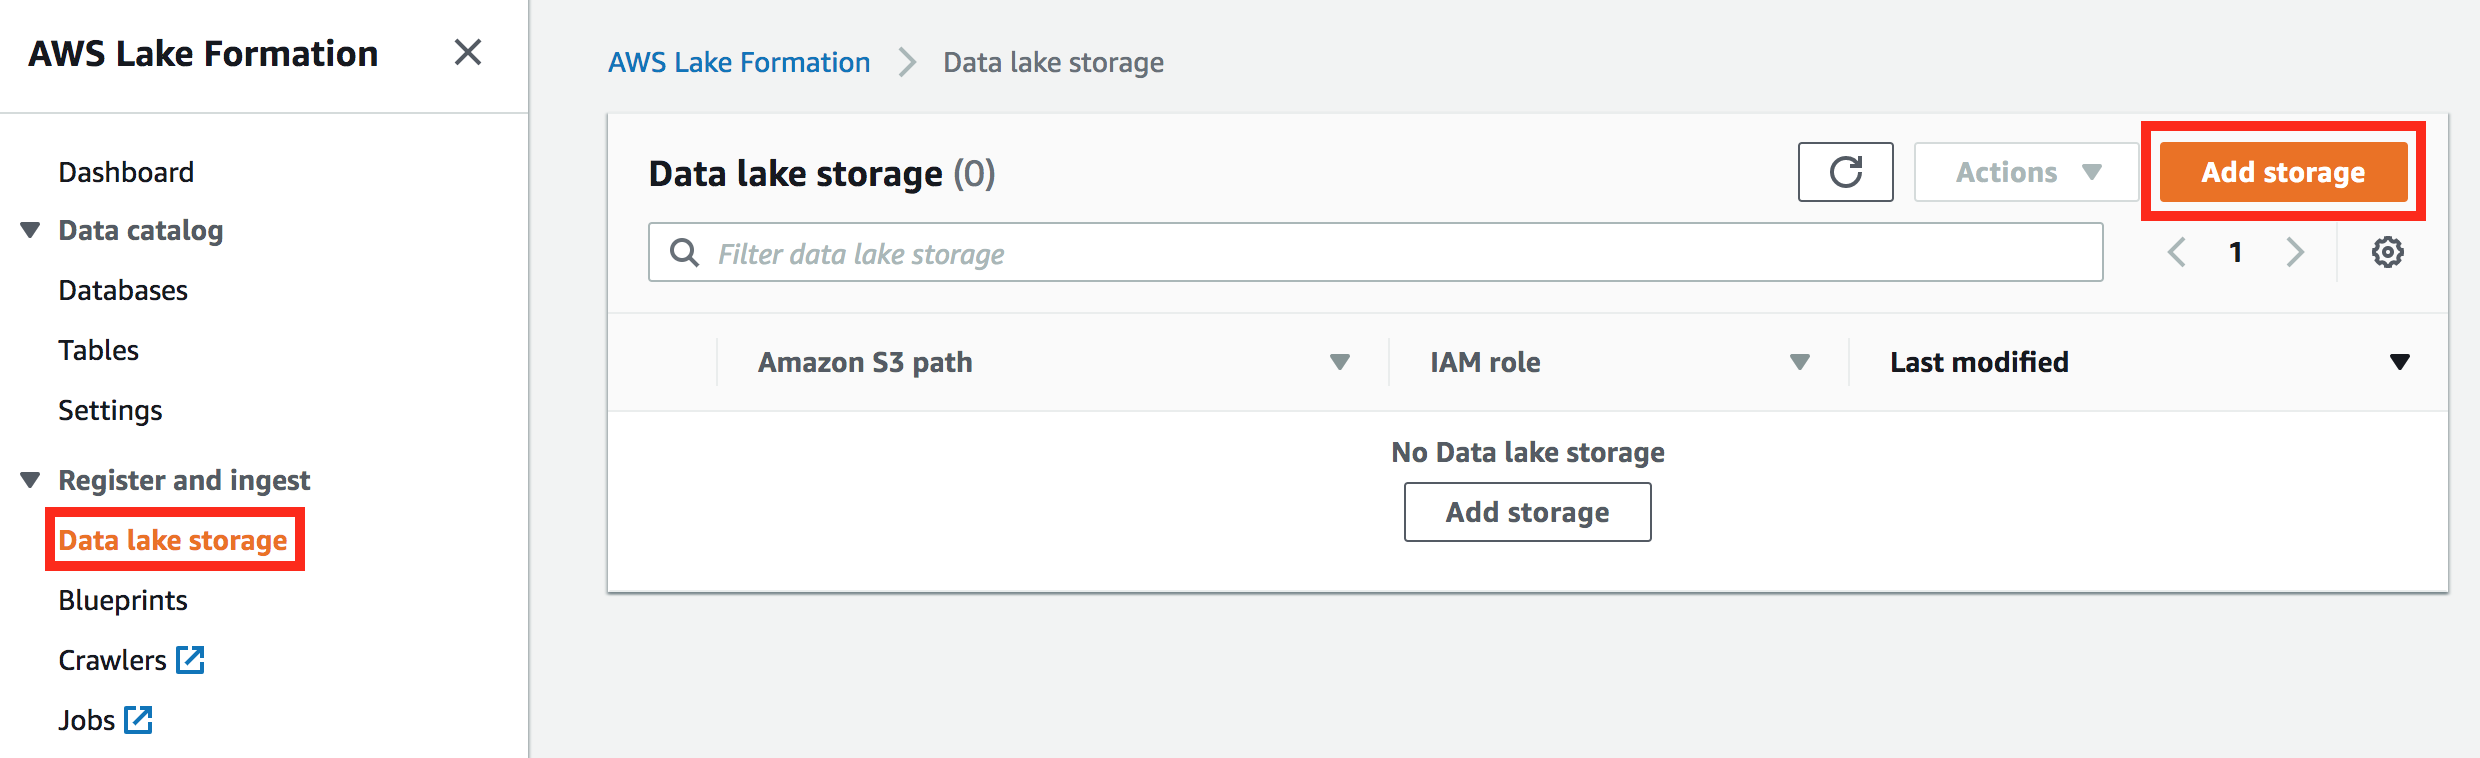 AWS Lake Formation
Dashboard
Data catalog
Databases
Tables
Settings
Register and ingest
Data lake storage
Blueprints
Crawlers
Jobs
AWS Lake Formation > Data lake storage
Data lake storage (0)
Actions
Add storage
Filter data lake storage
1
Amazon S3 path
IAM role
Last modified
No Data lake storage
Add storage